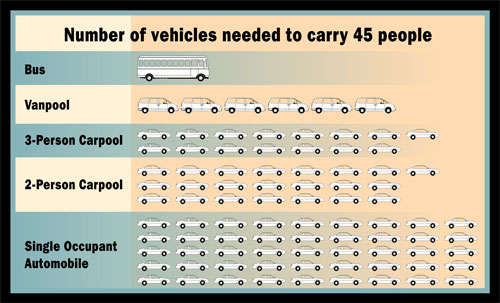 Number of vehicles needed to carry 45 people
Bus
Vanpool
3-Person Carpool
2-Person Carpool
Single Occupant
Automobile